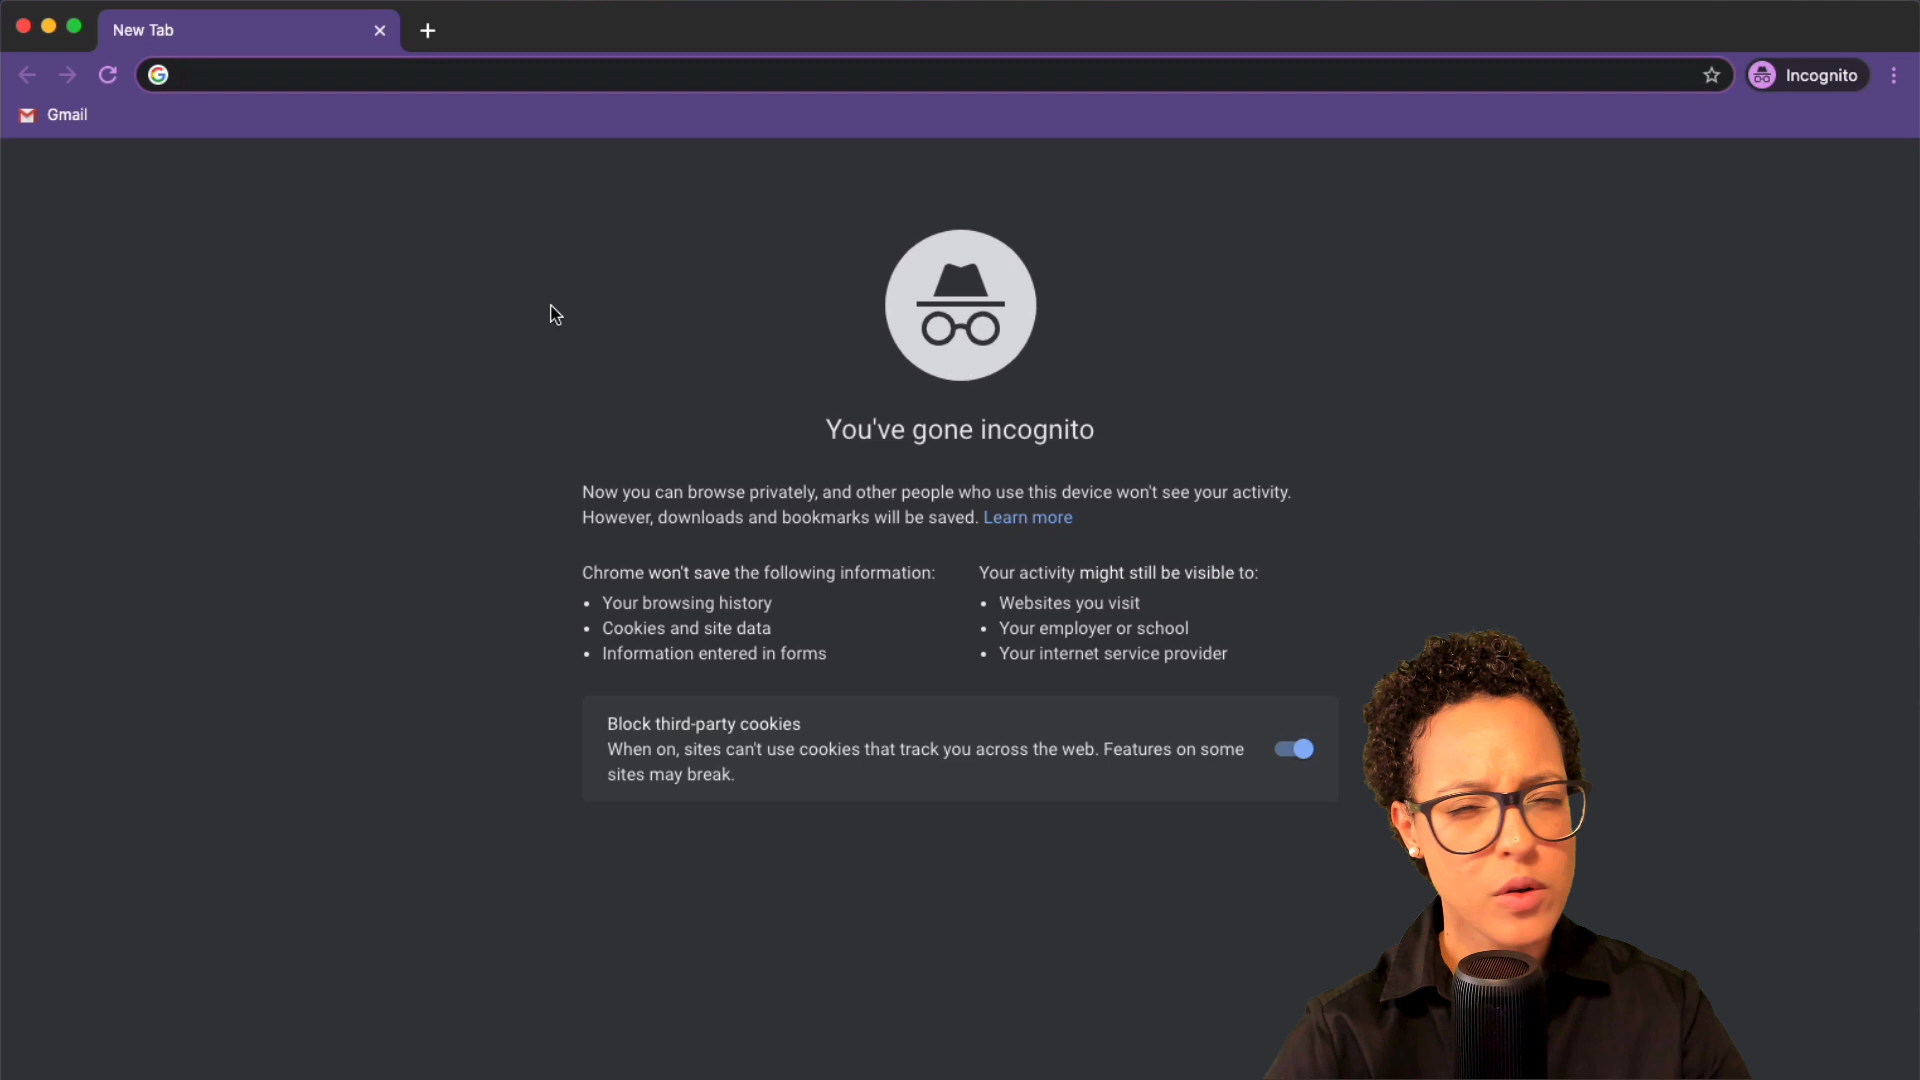 New Tab
Incognito
Gmail
You've gone incognito
Now you can browse privately, and other people who use this device won't see your activity.
However, downloads and bookmarks will be saved. Learn more
Chrome won't save the following information:
Your browsing history
Cookies and site data
Information entered in forms
Your activity might still be visible to:
Websites you visit
Your employer or school
Your internet service provider
Block third-party cookies
When on, sites can't use cookies that track you across the web. Features on some
sites may break.